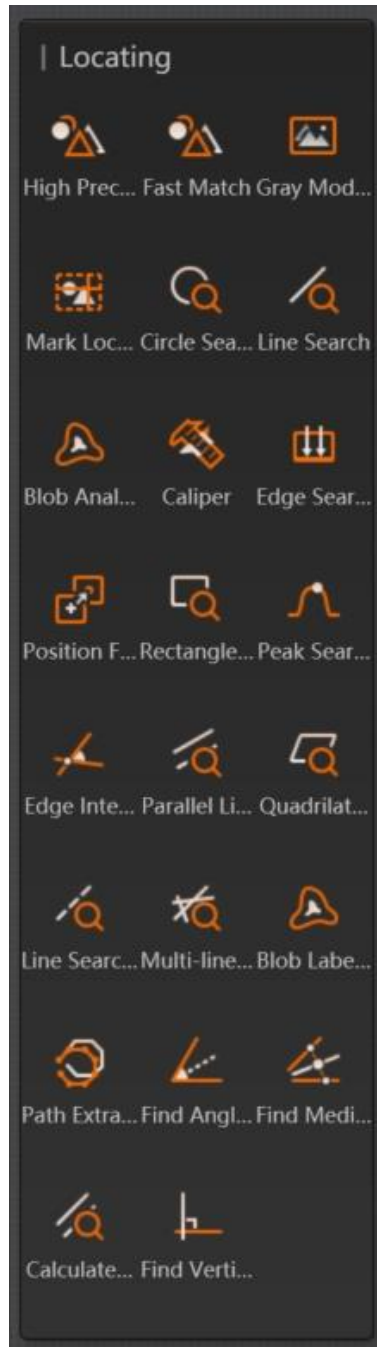 Locating
High Prec... Fast Match Gray Mod...
Mark Loc... Circle Sea... Line Search
Blob Anal... Caliper Edge Sear...
Position F... Rectangle... Peak Sear...
Edge Inte... Parallel Li... Quadrilat...
Line Searc... Multi-line... Blob Labe...
Path Extra... Find Angl... Find Medi...
Calculate... Find Verti...